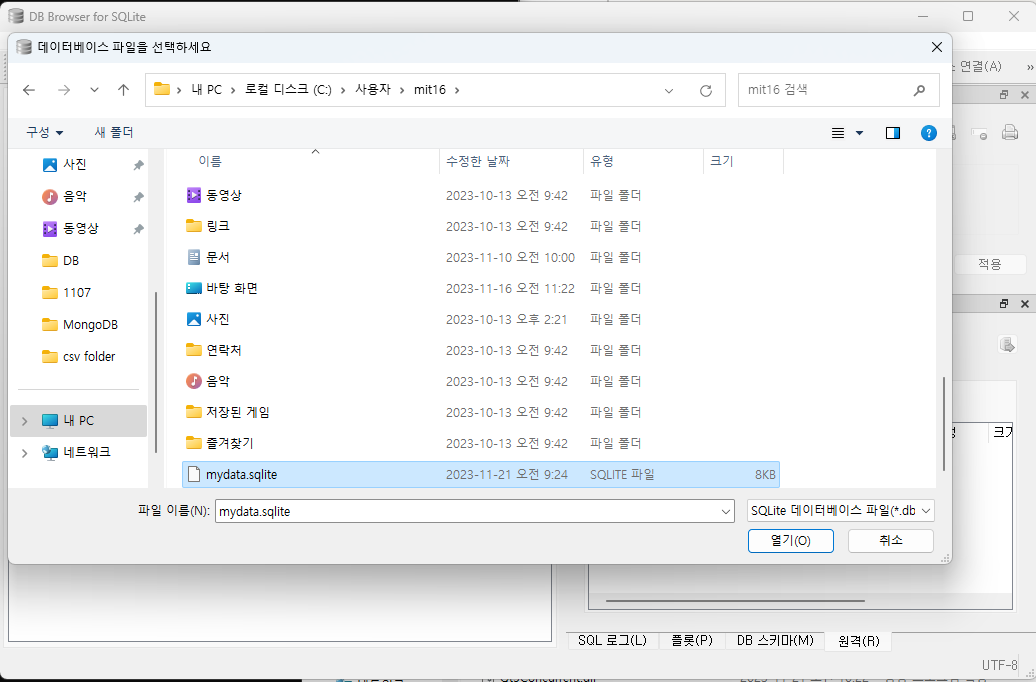 DB Browser for SQLite
데이터베이스 파일을 선택하세요
연결(A)
내 PC 로컬 디스크 (C:) 사용자 mit16
mit16 검색
구성 새 폴더
이름 수정한 날짜 유형 크기
사진
음악
동영상
DB
1107
MongoDB
csv folder
내 PC
네트워크
동영상 2023-10-13 오전 9:42 파일 폴더
링크 2023-10-13 오전 9:42 파일 폴더
문서 2023-11-10 오전 10:00 파일 폴더
바탕 화면 2023-11-16 오전 11:22 파일 폴더
사진 2023-10-13 오후 2:21 파일 폴더
연락처 2023-10-13 오전 9:42 파일 폴더
음악 2023-10-13 오전 9:42 파일 폴더
저장된 게임 2023-10-13 오전 9:42 파일 폴더
즐겨찾기 2023-10-13 오전 9:42 파일 폴더
mydata.sqlite 2023-11-21 오전 9:24 SQLITE 파일 8KB
적용
파일 이름(N): mydata.sqlite SQLite 데이터베이스 파일(*.db
열기(O) 취소
SQL 로그(L) 플롯(P) DB 스키마(M) 원격(R)
UTF-8